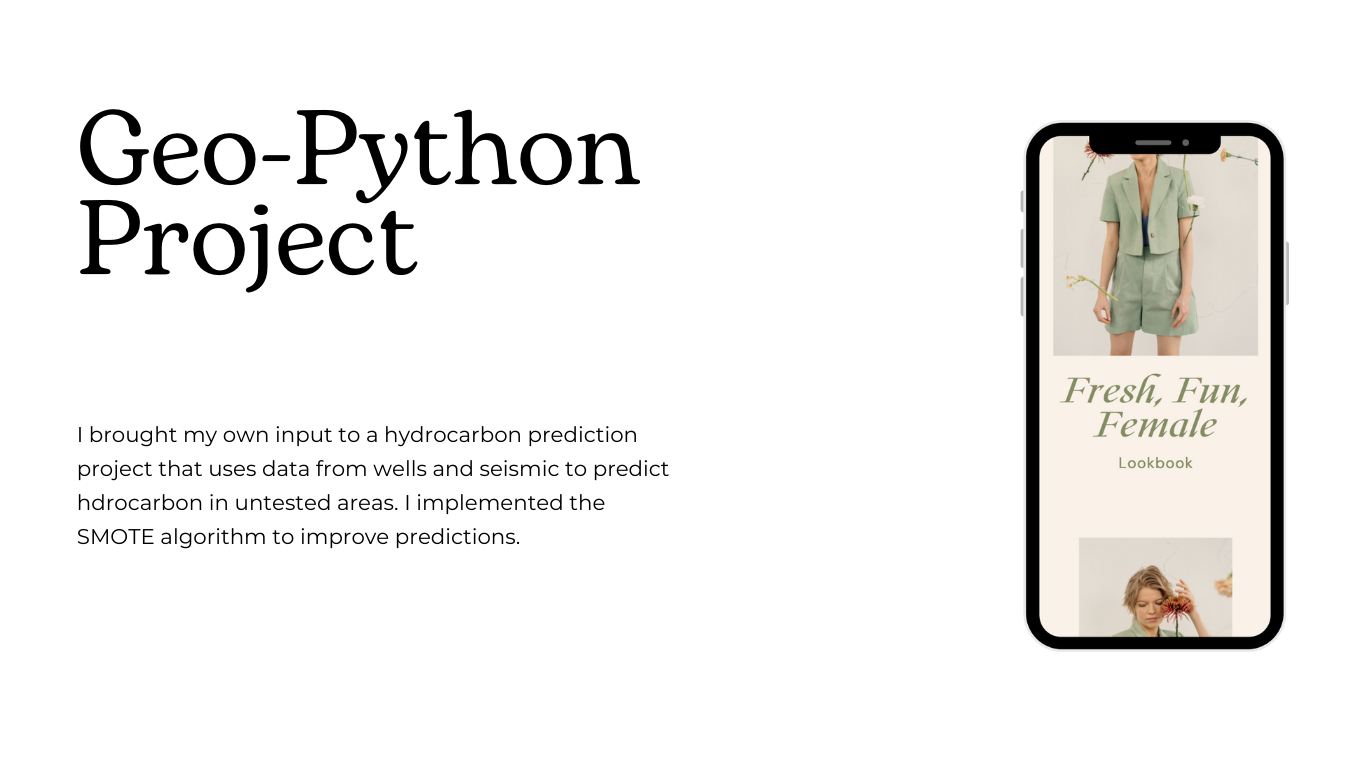 Geo-Python
Project
I brought my own input to a hydrocarbon prediction
project that uses data from wells and seismic to predict
hdrocarbon in untested areas. I implemented the
SMOTE algorithm to improve predictions.
Fresh, Fun,
Female
Lookbook